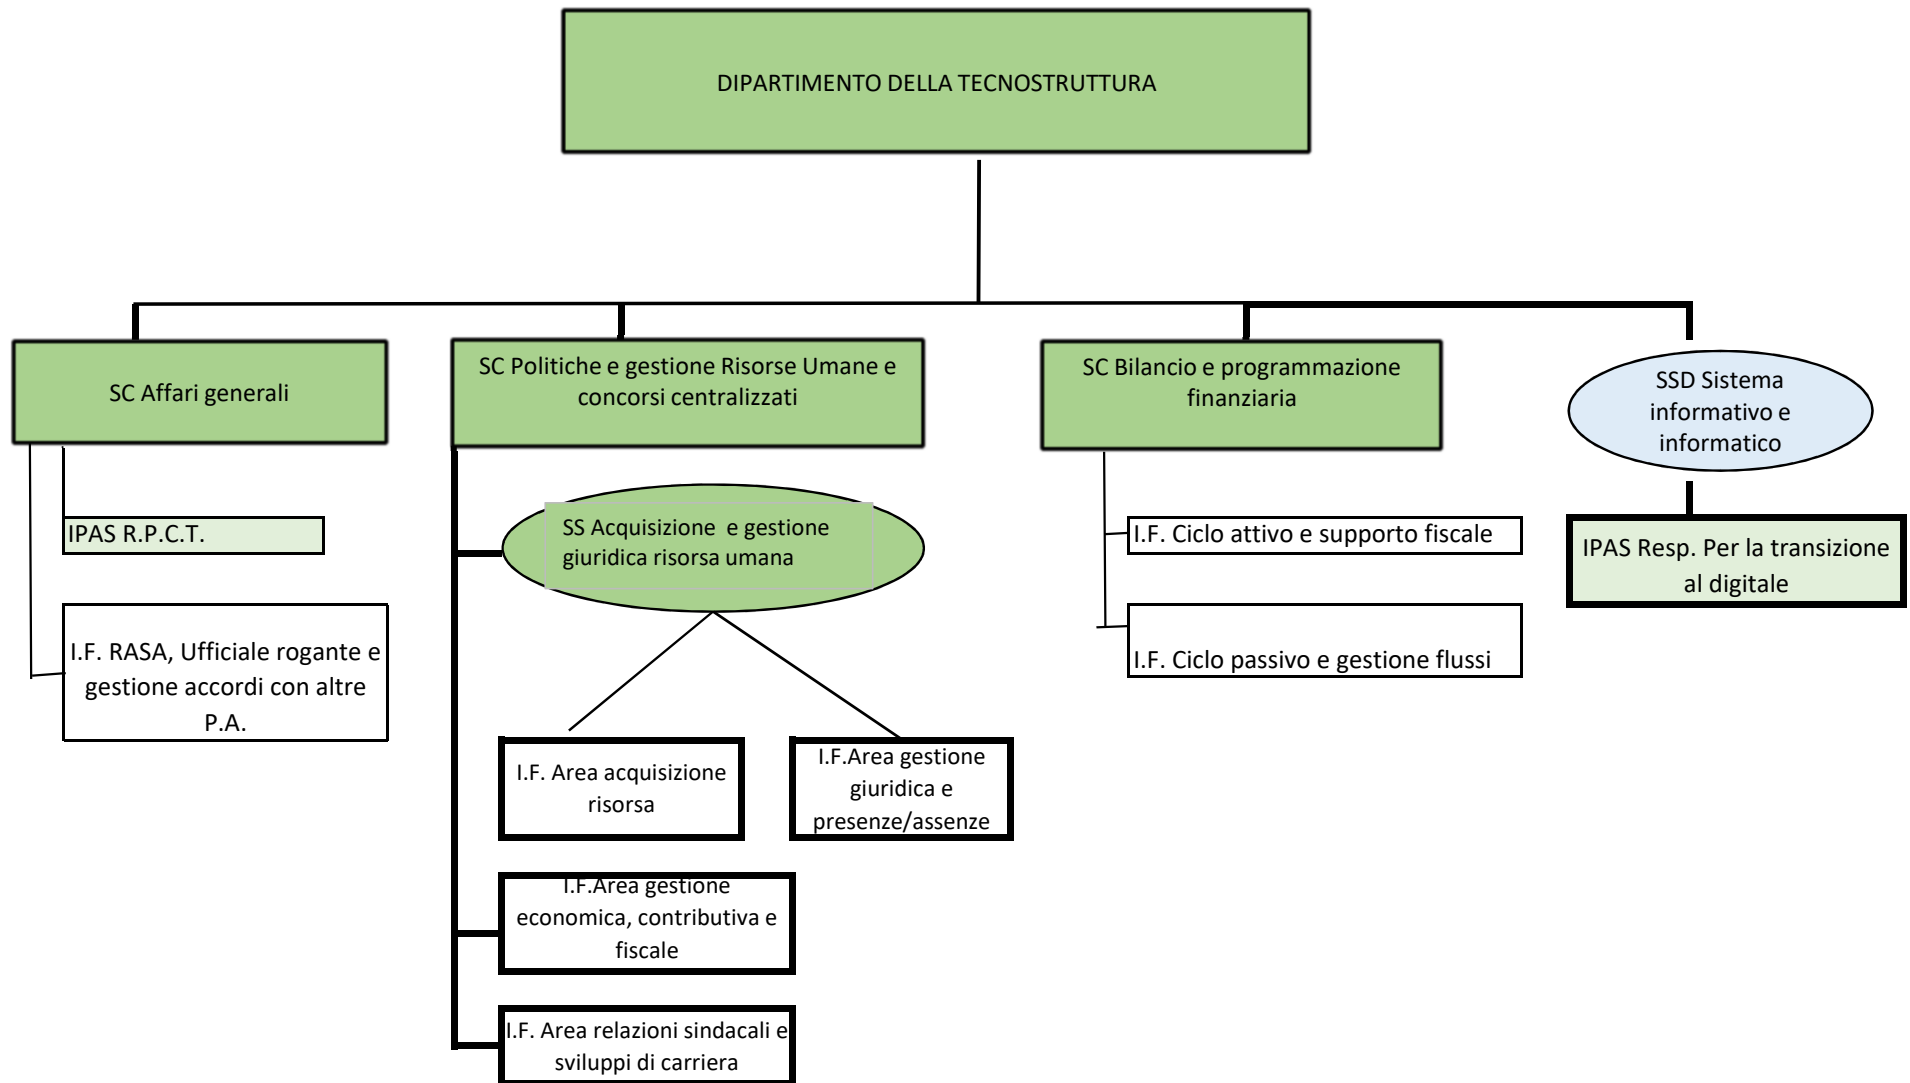 DIPARTIMENTO DELLA TECNOSTRUTTURA
SC Affari generali
SC Politiche e gestione Risorse Umane e
concorsi centralizzati
SC Bilancio e programmazione
finanziaria
SSD Sistema
informativo e
informatico
IPAS R.P.C.T.
I.F. RASA, Ufficiale rogante e
gestione accordi con altre
P.A.
SS Acquisizione  e gestione
giuridica risorsa umana
I.F. Area acquisizione
risorsa
I.F.Area gestione
giuridica e
presenze/assenze
I.F.Area gestione
economica, contributiva e
fiscale
I.F. Area relazioni sindacali e
sviluppi di carriera
I.F. Ciclo attivo e supporto fiscale
I.F. Ciclo passivo e gestione flussi
IPAS Resp. Per la transizione
al digitale